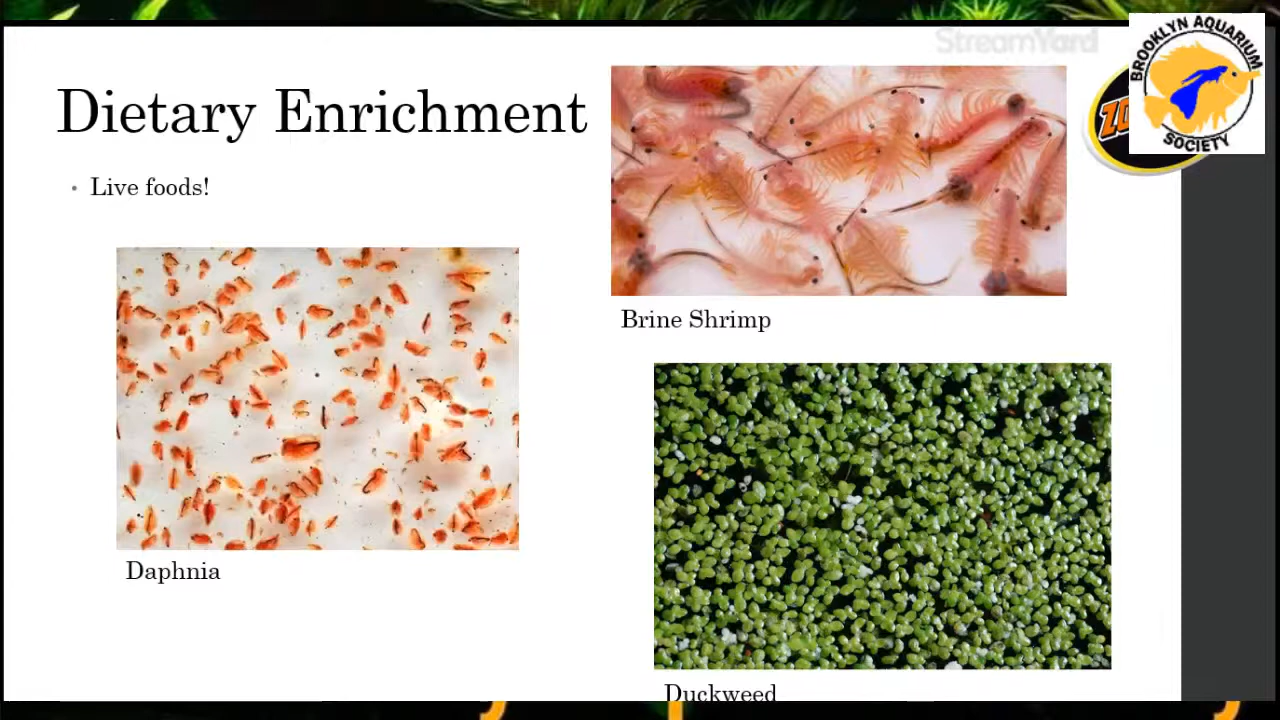 StreamYard
BROOKLYN AQUARIUM
SOCIETY
Dietary Enrichment
• Live foods!
Brine Shrimp
Daphnia
Duckweed